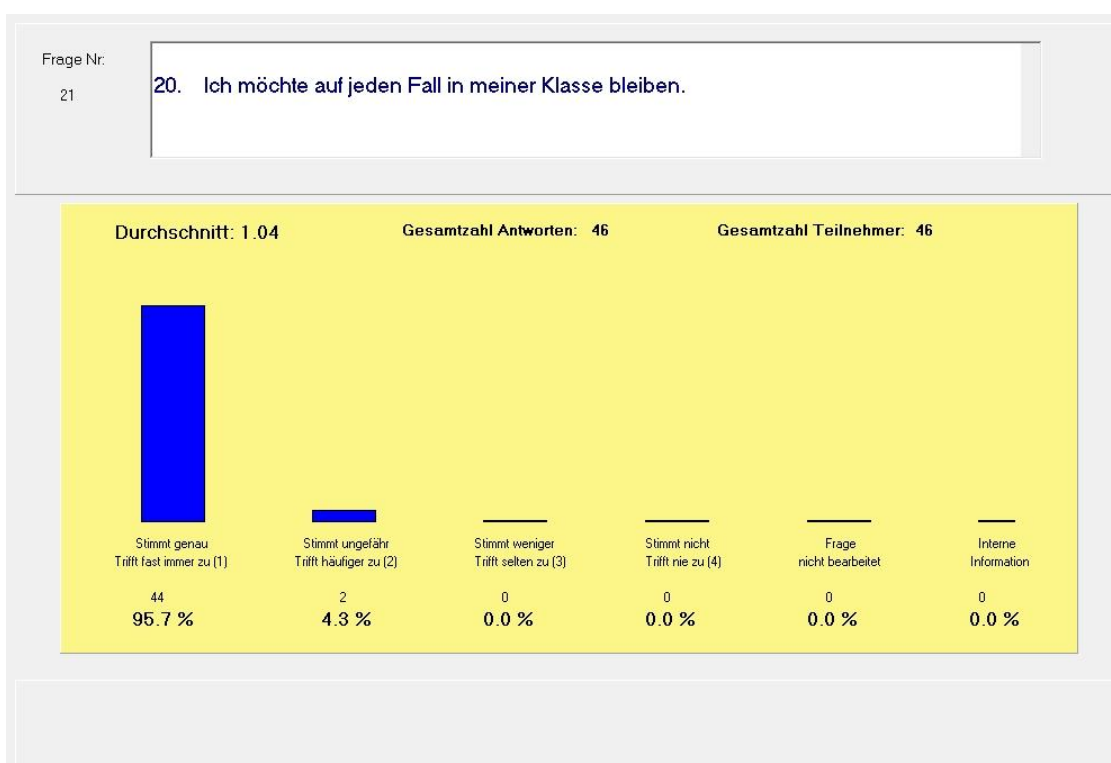 Frage Nr:
21
20. Ich möchte auf jeden Fall in meiner Klasse bleiben.
Durchschnitt: 1.04 Gesamtzahl Antworten: 46 Gesamtzahl Teilnehmer: 46
Stimmt genau
Trifft fast immer zu (1)
44
95.7 %
Stimmt ungefähr
Trifft häufiger zu (2)
2
4.3 %
Stimmt weniger
Trifft selten zu (3)
0
0.0 %
Stimmt nicht
Trifft nie zu (4)
0
0.0 %
Frage
nicht bearbeitet
0
0.0 %
Interne
Information
0
0.0 %